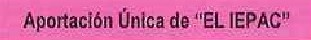 Aportación Única de “EL IEPAC”